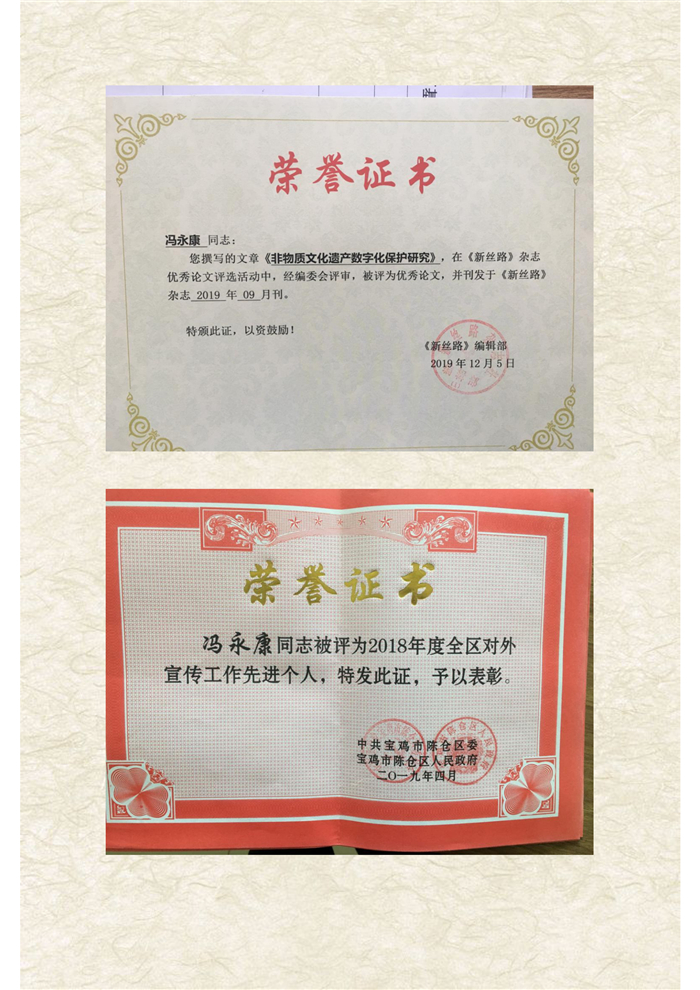 荣誉证书
冯永康 同志:
您撰写的文章《非物质文化遗产数字化保护研究》,在《新丝路》杂志
优秀论文评选活动中,经编委会评审,被评为优秀论文,并刊发于《新丝路》
杂志 2019 年 09 月刊。
特颁此证,以资鼓励!
《新丝路》编辑部
2019 年 12 月 5 日
荣誉证书
冯永康同志被评为2018年度全区对外
宣传工作先进个人,特发此证,予以表彰。
中共宝鸡市陈仓区委
宝鸡市陈仓区人民政府
二〇一九年四月